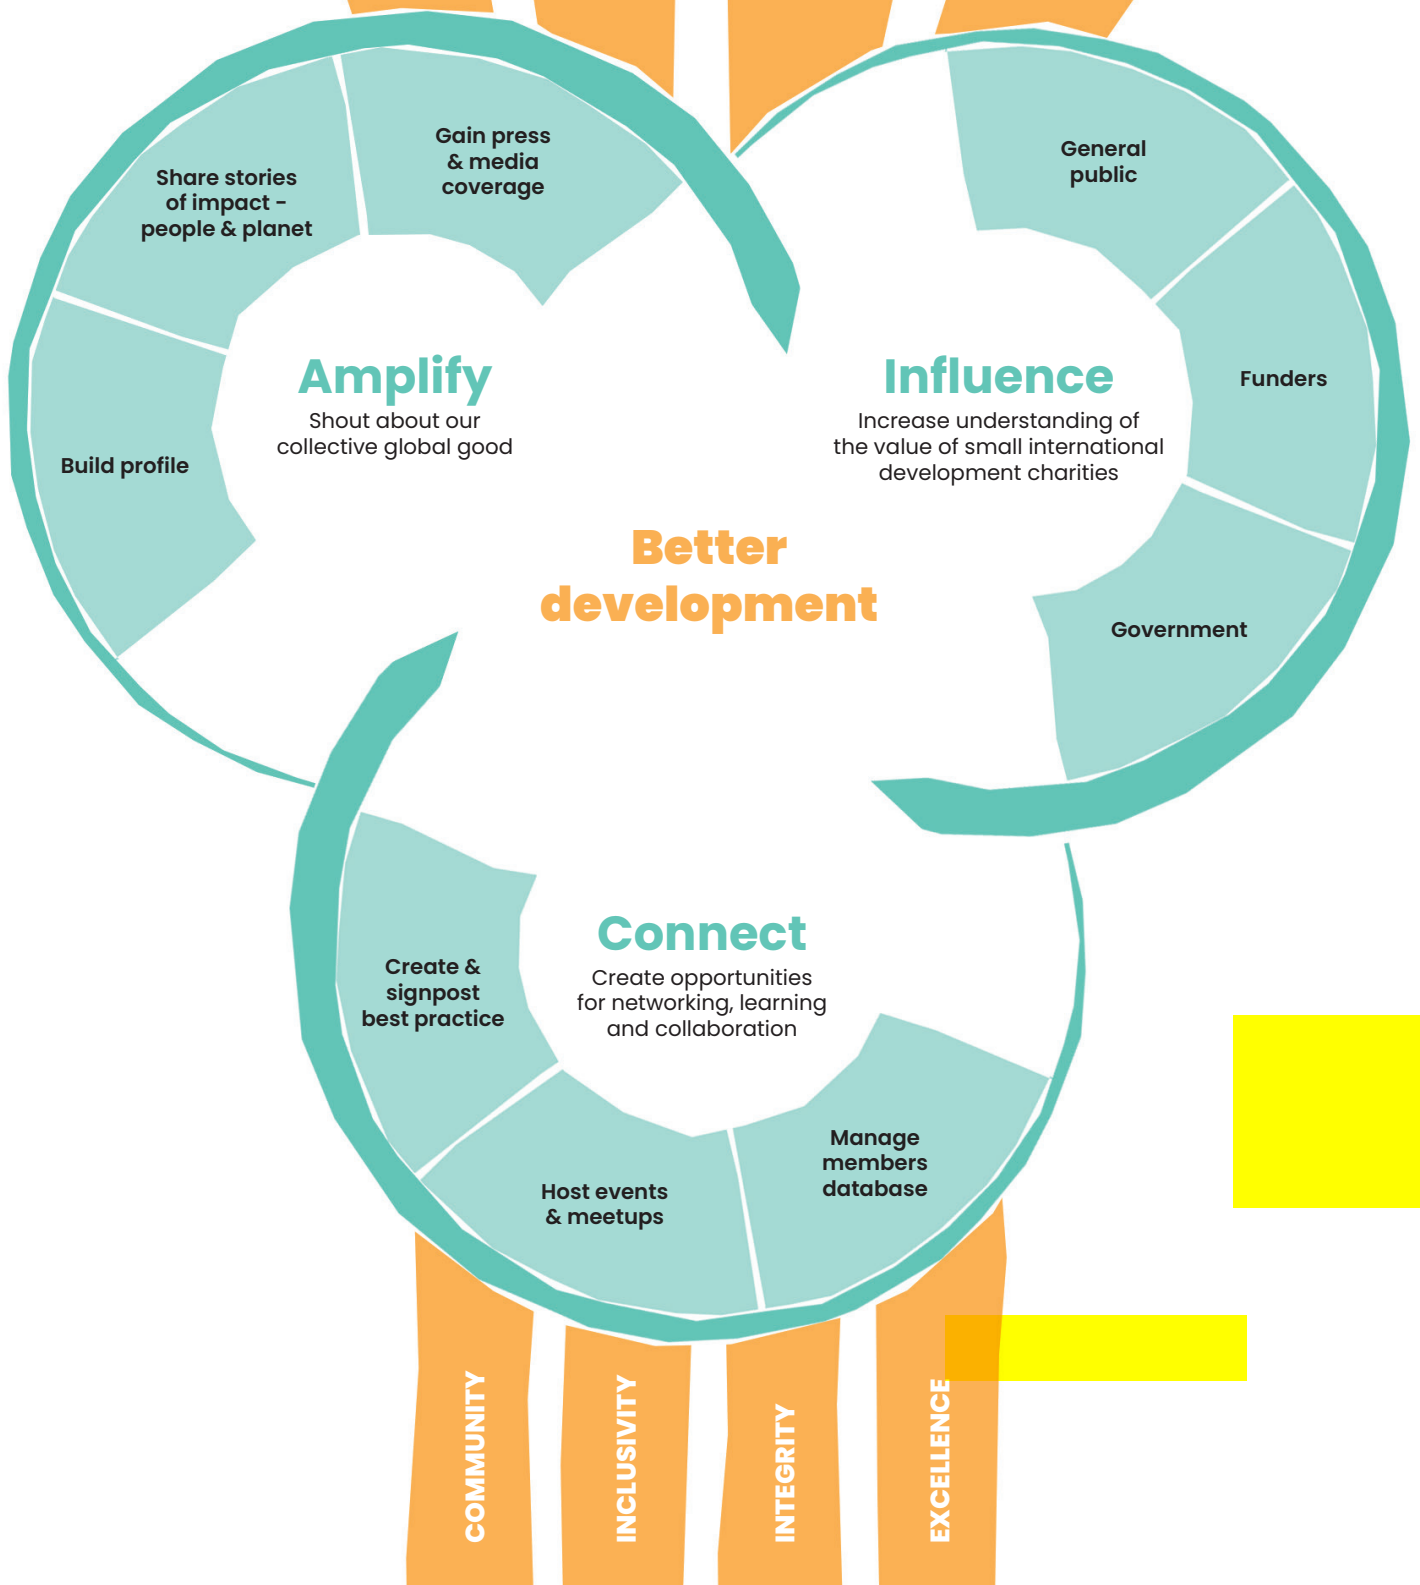 Gain press
& media
coverage
Share stories
of impact -
people & planet
Build profile
Amplify
Shout about our
collective global good
General
public
Funders
Government
Influence
Increase understanding of
the value of small international
development charities
Better
development
Connect
Create opportunities
for networking, learning
and collaboration
Create &
signpost
best practice
Host events
& meetups
Manage
members
database
COMMUNITY
INCLUSIVITY
INTEGRITY
EXCELLENCE